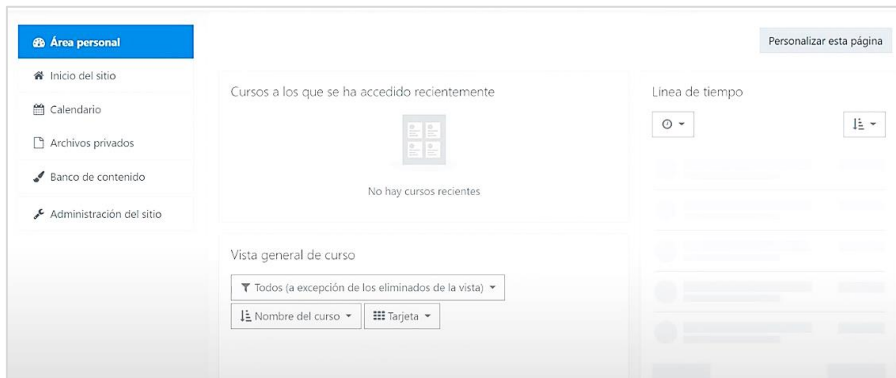 Área personal
Personalizar esta página
Inicio del sitio
Calendario
Archivos privados
Banco de contenido
Administración del sitio
Cursos a los que se ha accedido recientemente
No hay cursos recientes
Vista general de curso
Todos (a excepción de los eliminados de la vista)
Nombre del curso
Tarjeta
Línea de tiempo